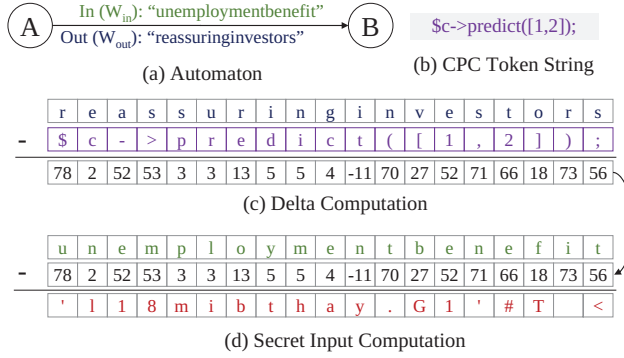 A In (W_in): “unemploymentbenefit” B
Out (W_out): “reassuringinvestors”
$c->predict([1,2]);
(a) Automaton
(b) CPC Token String
r e a s s u r i n g i n v e s t o r s
- $ c - > p r e d i c t ( [ 1 , 2 ] ) ;
78 2 52 53 3 3 13 5 5 4 -11 70 27 52 71 66 18 73 56
(c) Delta Computation
u n e m p l o y m e n t b e n e f i t
- 78 2 52 53 3 3 13 5 5 4 -11 70 27 52 71 66 18 73 56
' l 1 8 m i b t h a y . G 1 ' # T <
(d) Secret Input Computation